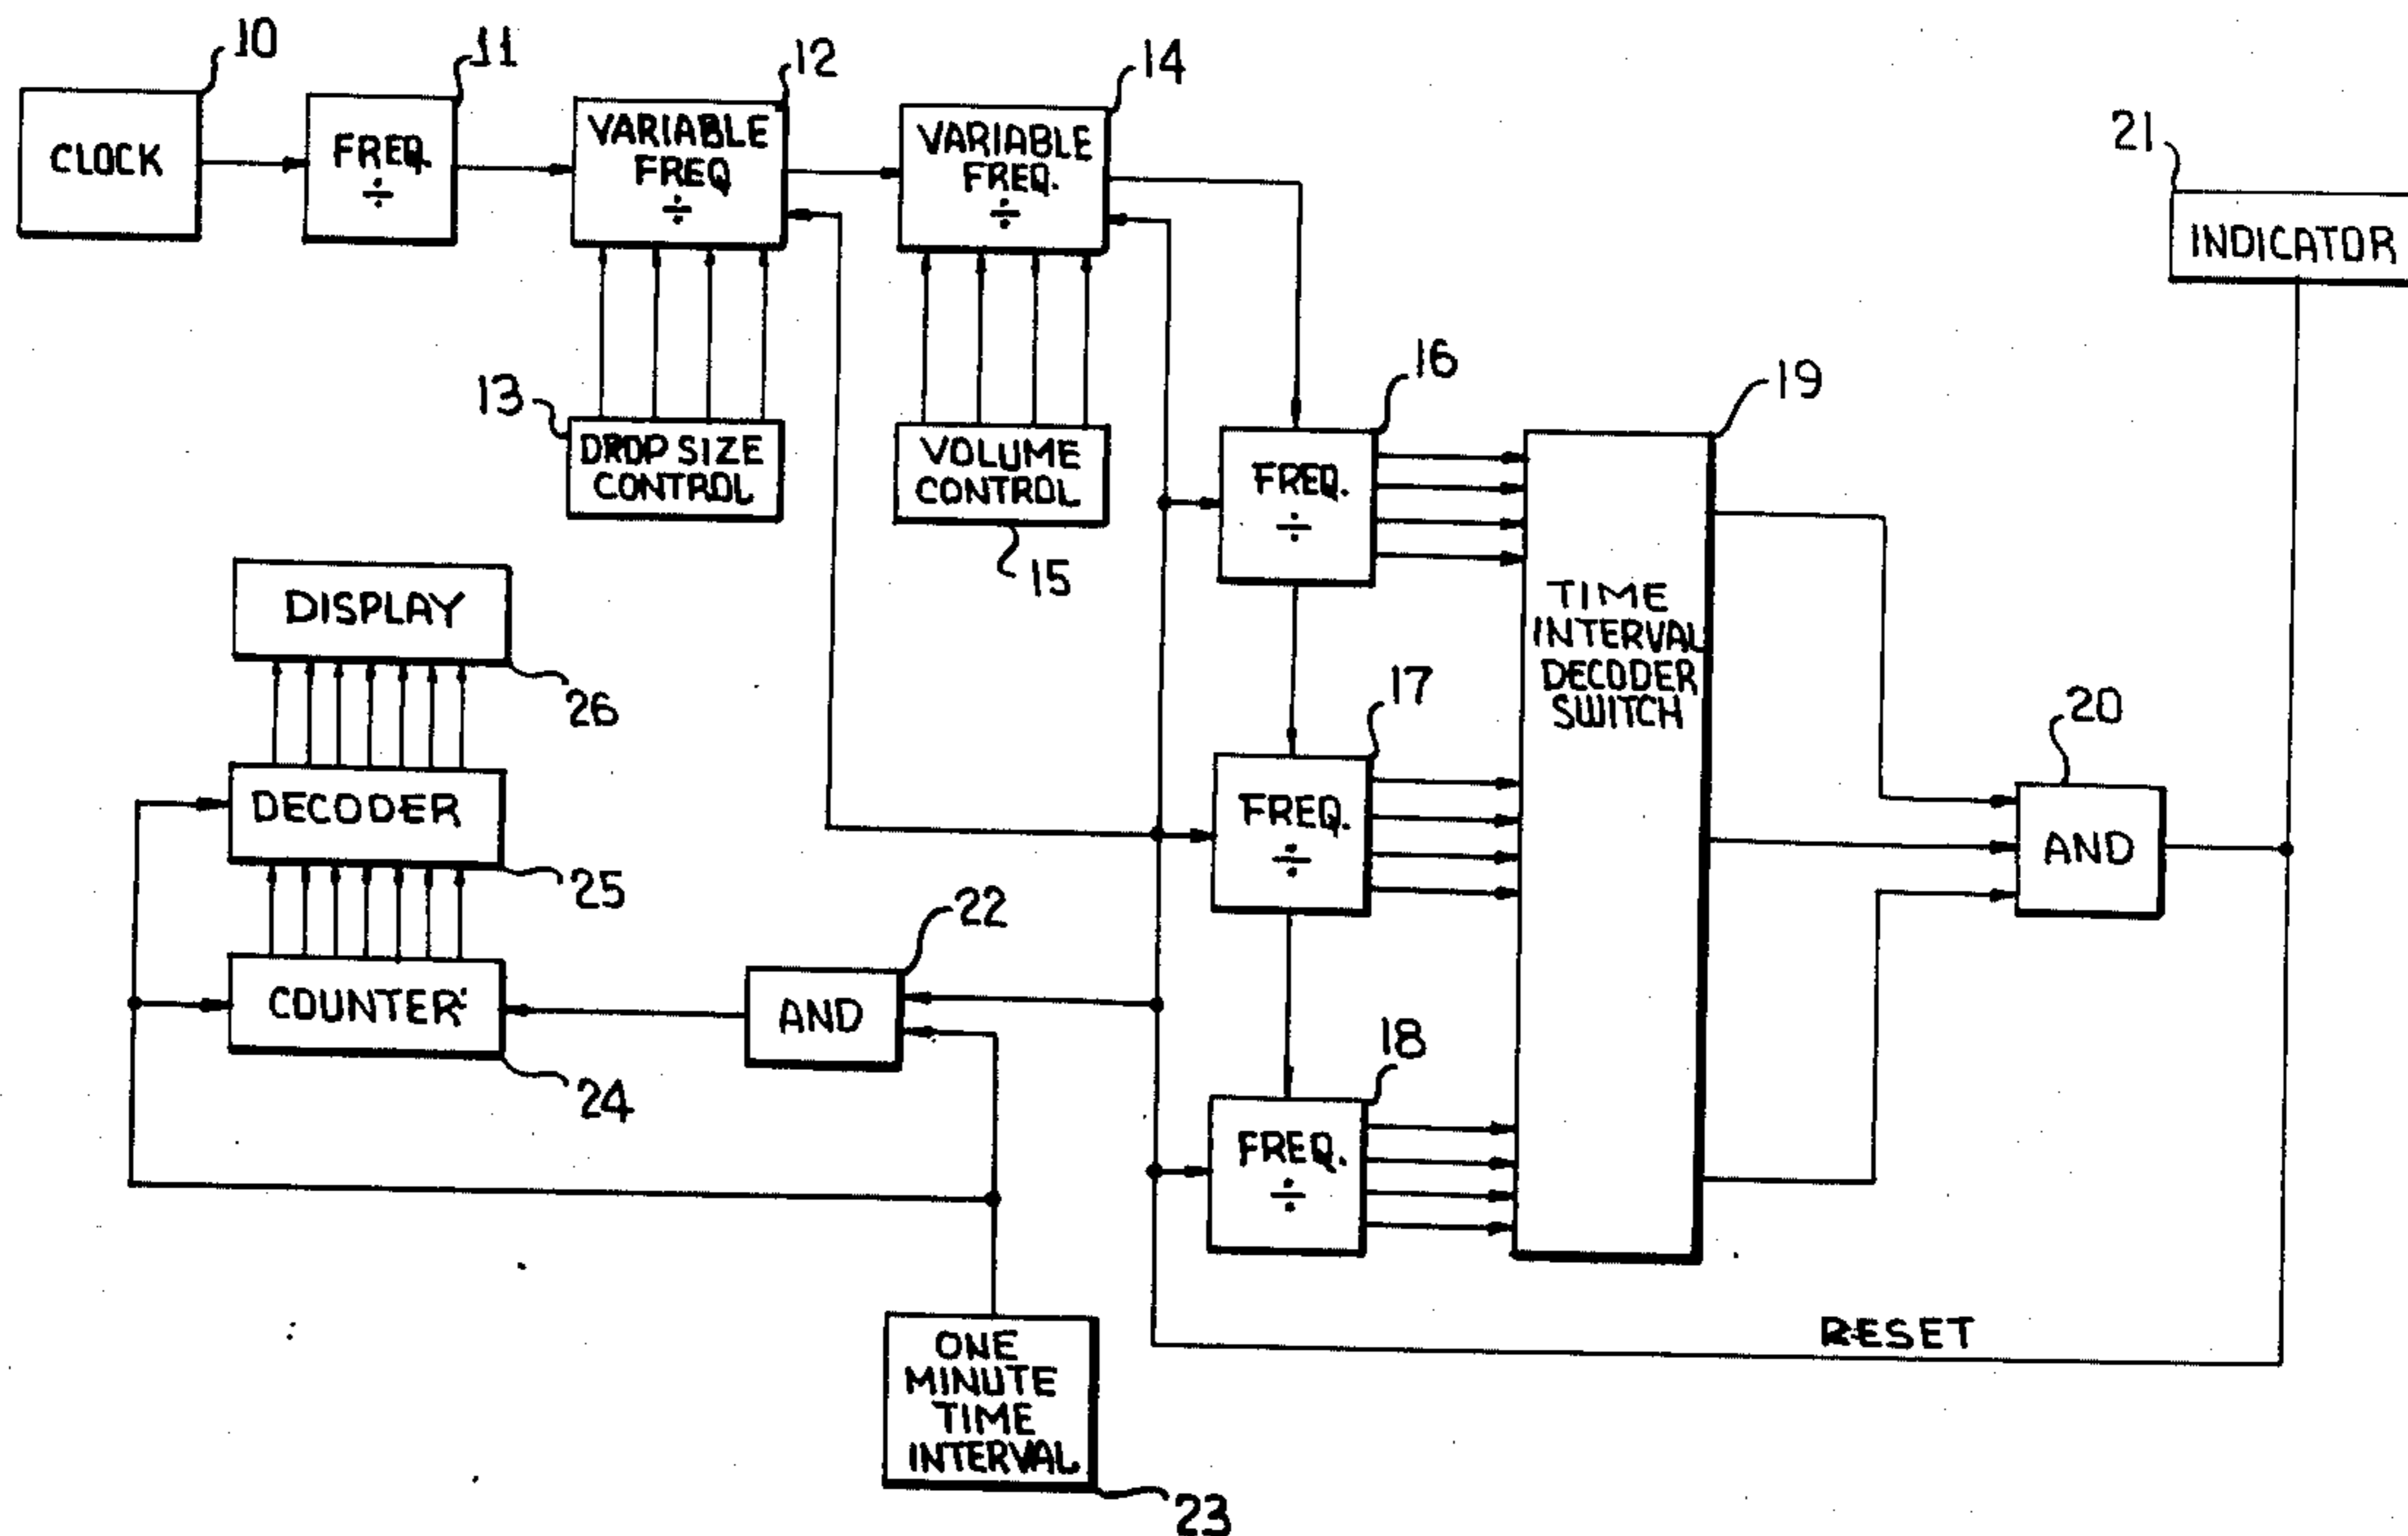 10
11
12
14
CLOCK
FREQ.
÷
VARIABLE
FREQ
÷
VARIABLE
FREQ.
÷
21
INDICATOR
13
DROP SIZE
CONTROL
VOLUME
CONTROL
15
16
FREQ.
÷
19
TIME
INTERVAL
DECODER
SWITCH
DISPLAY
26
17
FREQ.
÷
20
AND
DECODER
25
22
AND
COUNTER
24
18
FREQ.
÷
RESET
ONE
MINUTE
TIME
INTERVAL
23